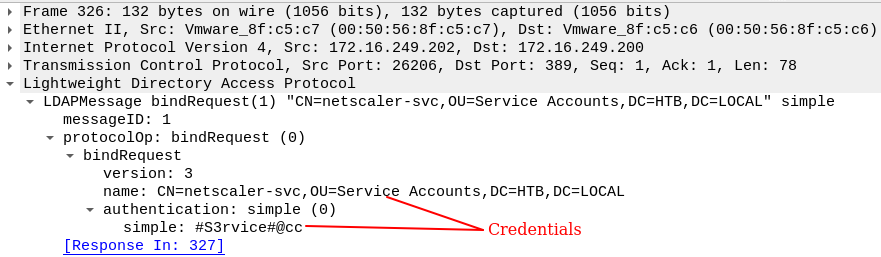 Frame 326: 132 bytes on wire (1056 bits), 132 bytes captured (1056 bits)
Ethernet II, Src: Vmware_8f:c5:c7 (00:50:56:8f:c5:c7), Dst: Vmware_8f:c5:c6 (00:50:56:8f:c5:c6)
Internet Protocol Version 4, Src: 172.16.249.202, Dst: 172.16.249.200
Transmission Control Protocol, Src Port: 26206, Dst Port: 389, Seq: 1, Ack: 1, Len: 78
Lightweight Directory Access Protocol
LDAPMessage bindRequest(1) "CN=netscaler-svc,OU=Service Accounts,DC=HTB,DC=LOCAL" simple
messageID: 1
protocolOp: bindRequest (0)
bindRequest
version: 3
name: CN=netscaler-svc,OU=Service Accounts,DC=HTB,DC=LOCAL
authentication: simple (0)
simple: #S3rvice#@cc
Credentials
[Response In: 327]